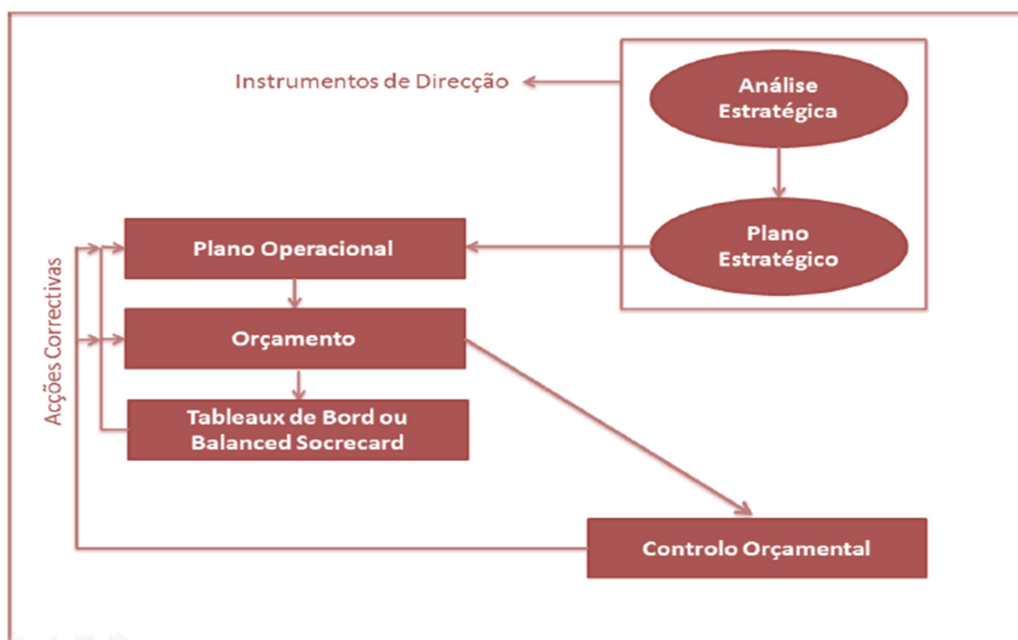 Instrumentos de Direcção
Análise
Estratégica
Plano
Estratégico
Plano Operacional
Orçamento
Tableaux de Bord ou
Balanced Socrecard
Acções Correctivas
Controlo Orçamental